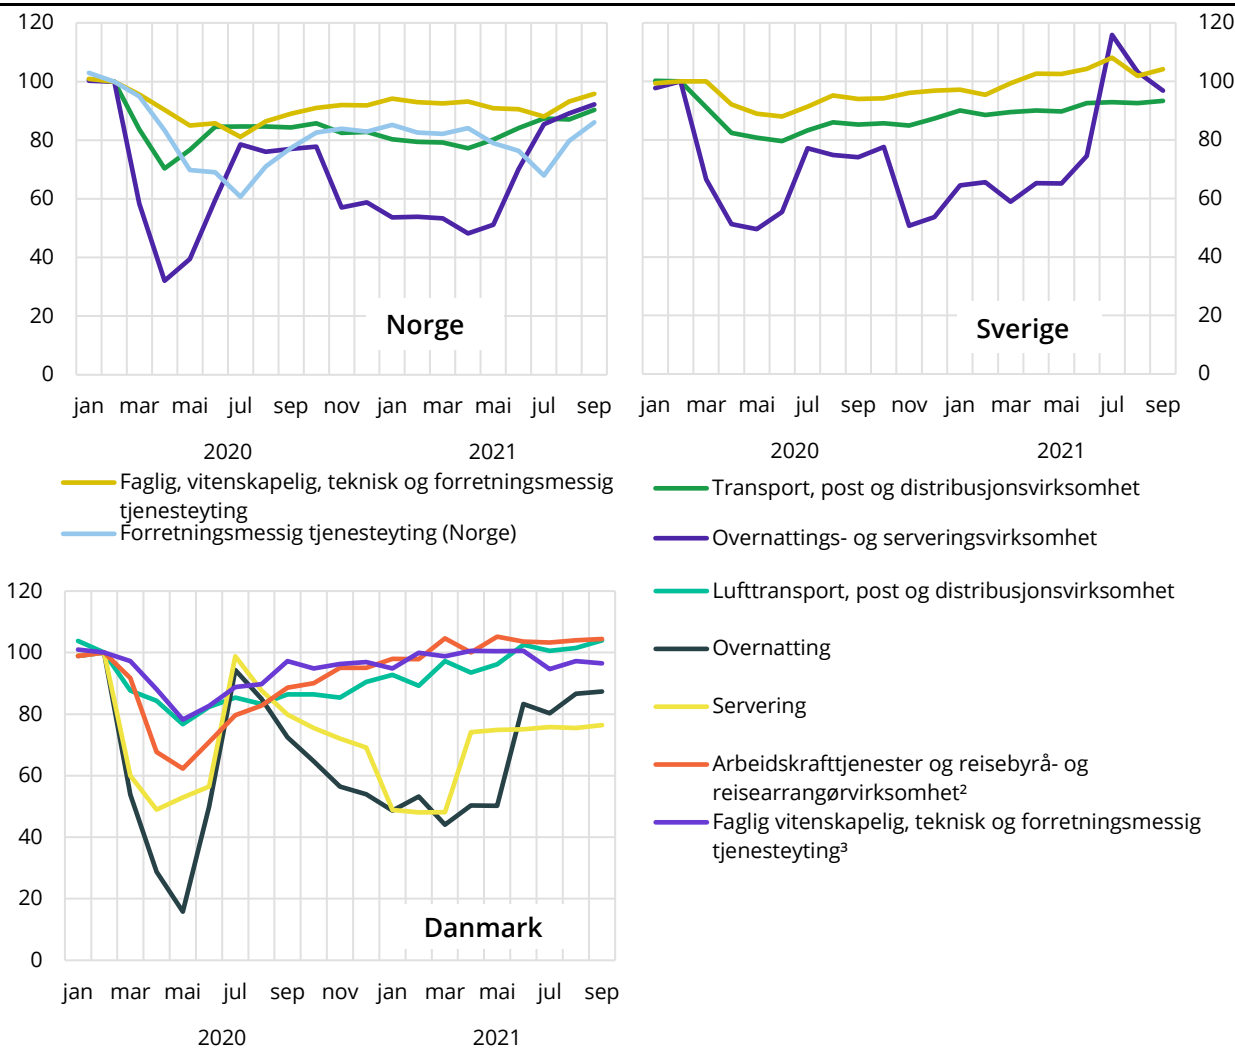 120
100
80
60
40
20
0
Norge
jan mar mai jul sep nov jan mar mai jul sep
2020 2021
120
100
80
60
40
20
0
Sverige
jan mar mai jul sep nov jan mar mai jul sep
2020 2021
Faglig, vitenskapelig, teknisk og forretningsmessig
tjenesteyting
Forretningsmessig tjenesteyting (Norge)
Transport, post og distribusjonsvirksomhet
Overnattings- og serveringsvirksomhet
Lufttransport, post og distribusjonsvirksomhet
Overnatting
Servering
Arbeidskrafttjenester og reisebyrå- og
reisearrangørvirksomhet²
Faglig vitenskapelig, teknisk og forretningsmessig
tjenesteyting³
120
100
80
60
40
20
0
Danmark
jan mar mai jul sep nov jan mar mai jul sep
2020 2021